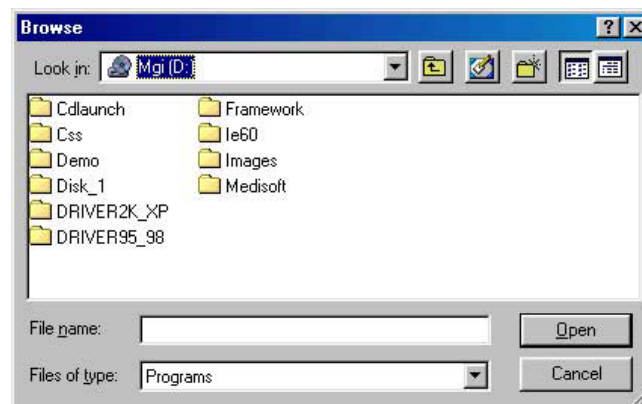 Browse
Look in: Mgi (D:)
Cdlaunch Framework
Css Ie60
Demo Images
Disk_1 Medisoft
DRIVER2K_XP
DRIVER95_98
File name: Open
Files of type: Programs Cancel